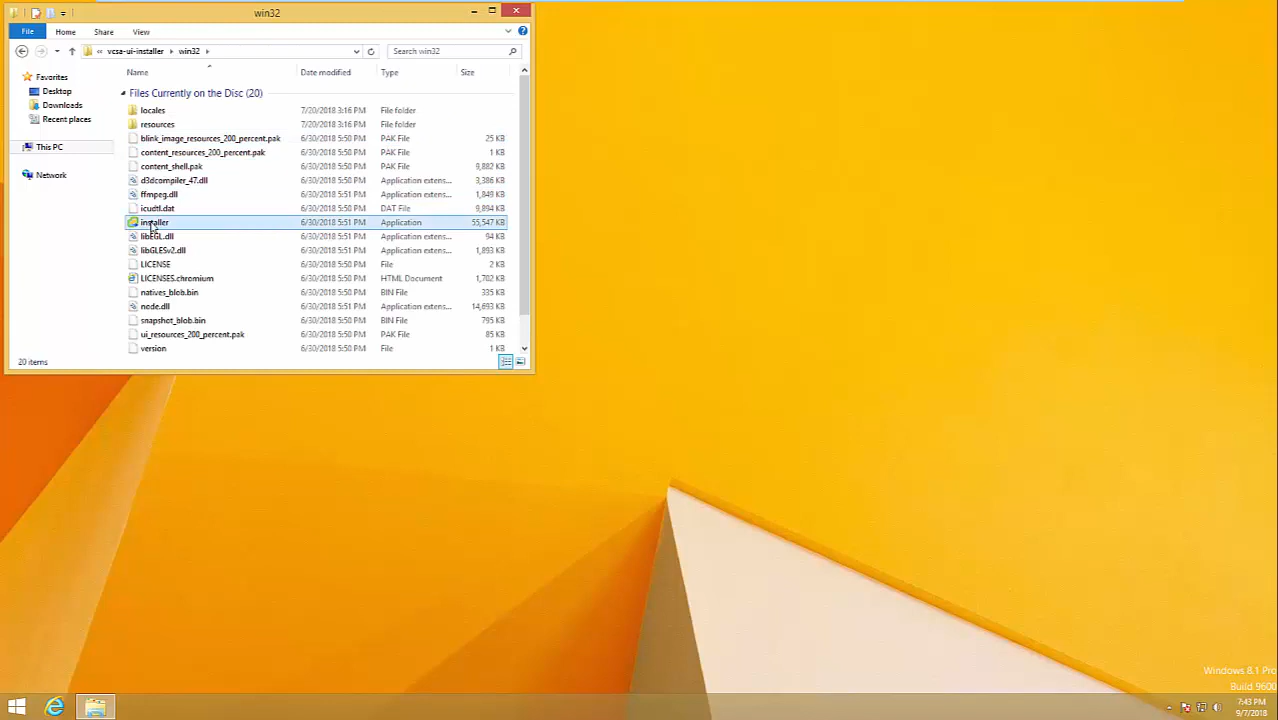 win32
File Home Share View
« vcsa-ui-installer win32
Search win32
Favorites
Desktop
Downloads
Recent places
This PC
Network
Name Date modified Type Size
Files Currently on the Disc (20)
locales 7/20/2018 3:16 PM File folder
resources 7/20/2018 3:16 PM File folder
blink_image_resources_200_percent.pak 6/30/2018 5:50 PM PAK File 25 KB
content_resources_200_percent.pak 6/30/2018 5:50 PM PAK File 1 KB
content_shell.pak 6/30/2018 5:50 PM PAK File 9,882 KB
d3dcompiler_47.dll 6/30/2018 5:50 PM Application extens... 3,386 KB
ffmpeg.dll 6/30/2018 5:51 PM Application extens... 1,849 KB
icudtl.dat 6/30/2018 5:50 PM DAT File 9,894 KB
installer 6/30/2018 5:51 PM Application 55,547 KB
libEGL.dll 6/30/2018 5:51 PM Application extens... 94 KB
libGLESv2.dll 6/30/2018 5:51 PM Application extens... 1,893 KB
LICENSE 6/30/2018 5:50 PM File 2 KB
LICENSES.chromium 6/30/2018 5:50 PM HTML Document 1,702 KB
natives_blob.bin 6/30/2018 5:51 PM BIN File 335 KB
node.dll 6/30/2018 5:51 PM Application extens... 14,693 KB
snapshot_blob.bin 6/30/2018 5:51 PM BIN File 795 KB
ui_resources_200_percent.pak 6/30/2018 5:50 PM PAK File 85 KB
version 6/30/2018 5:50 PM File 1 KB
20 items
Windows 8.1 Pro
Build 9600
7:43 PM
9/7/2018